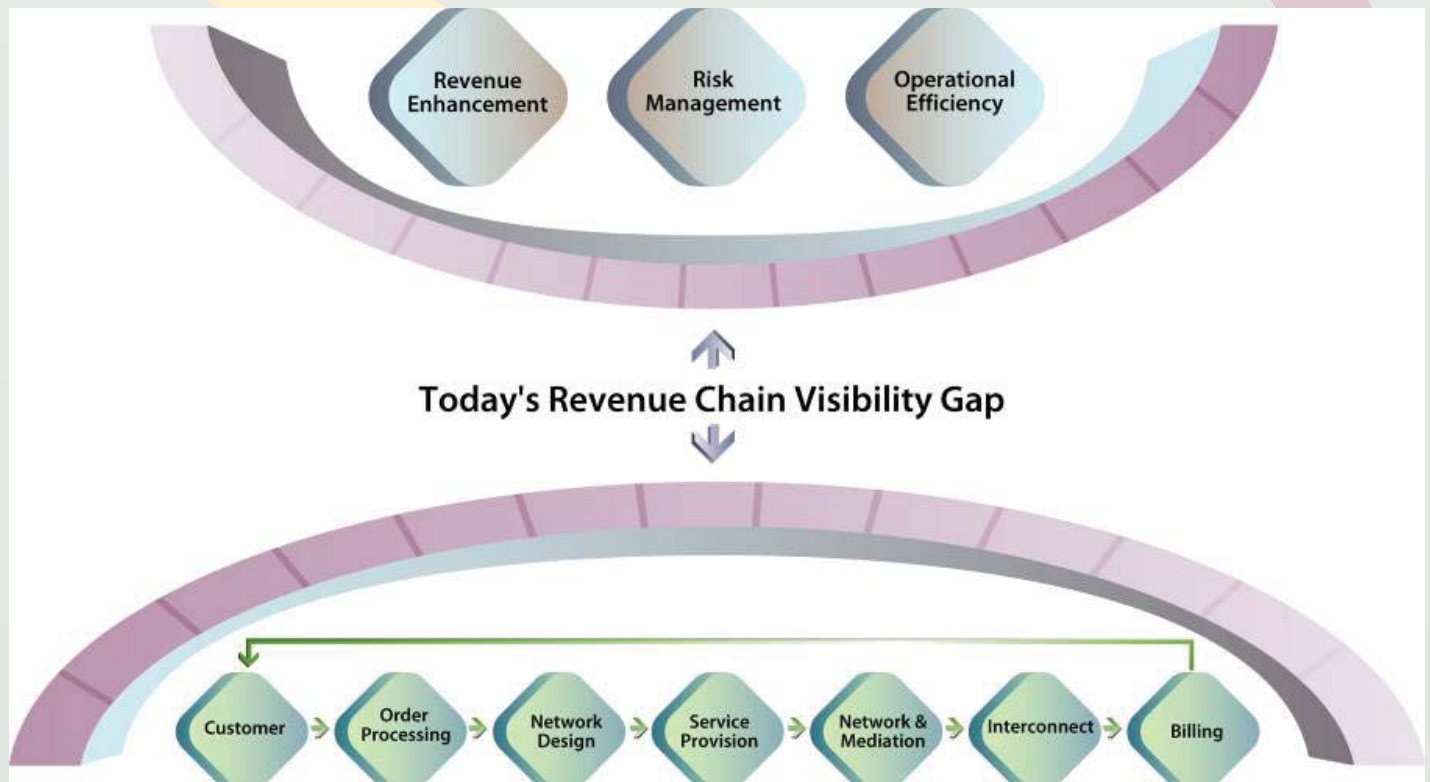 Revenue
Enhancement
Risk
Management
Operational
Efficiency
Today's Revenue Chain Visibility Gap
Customer
Order
Processing
Network
Design
Service
Provision
Network &
Mediation
Interconnect
Billing